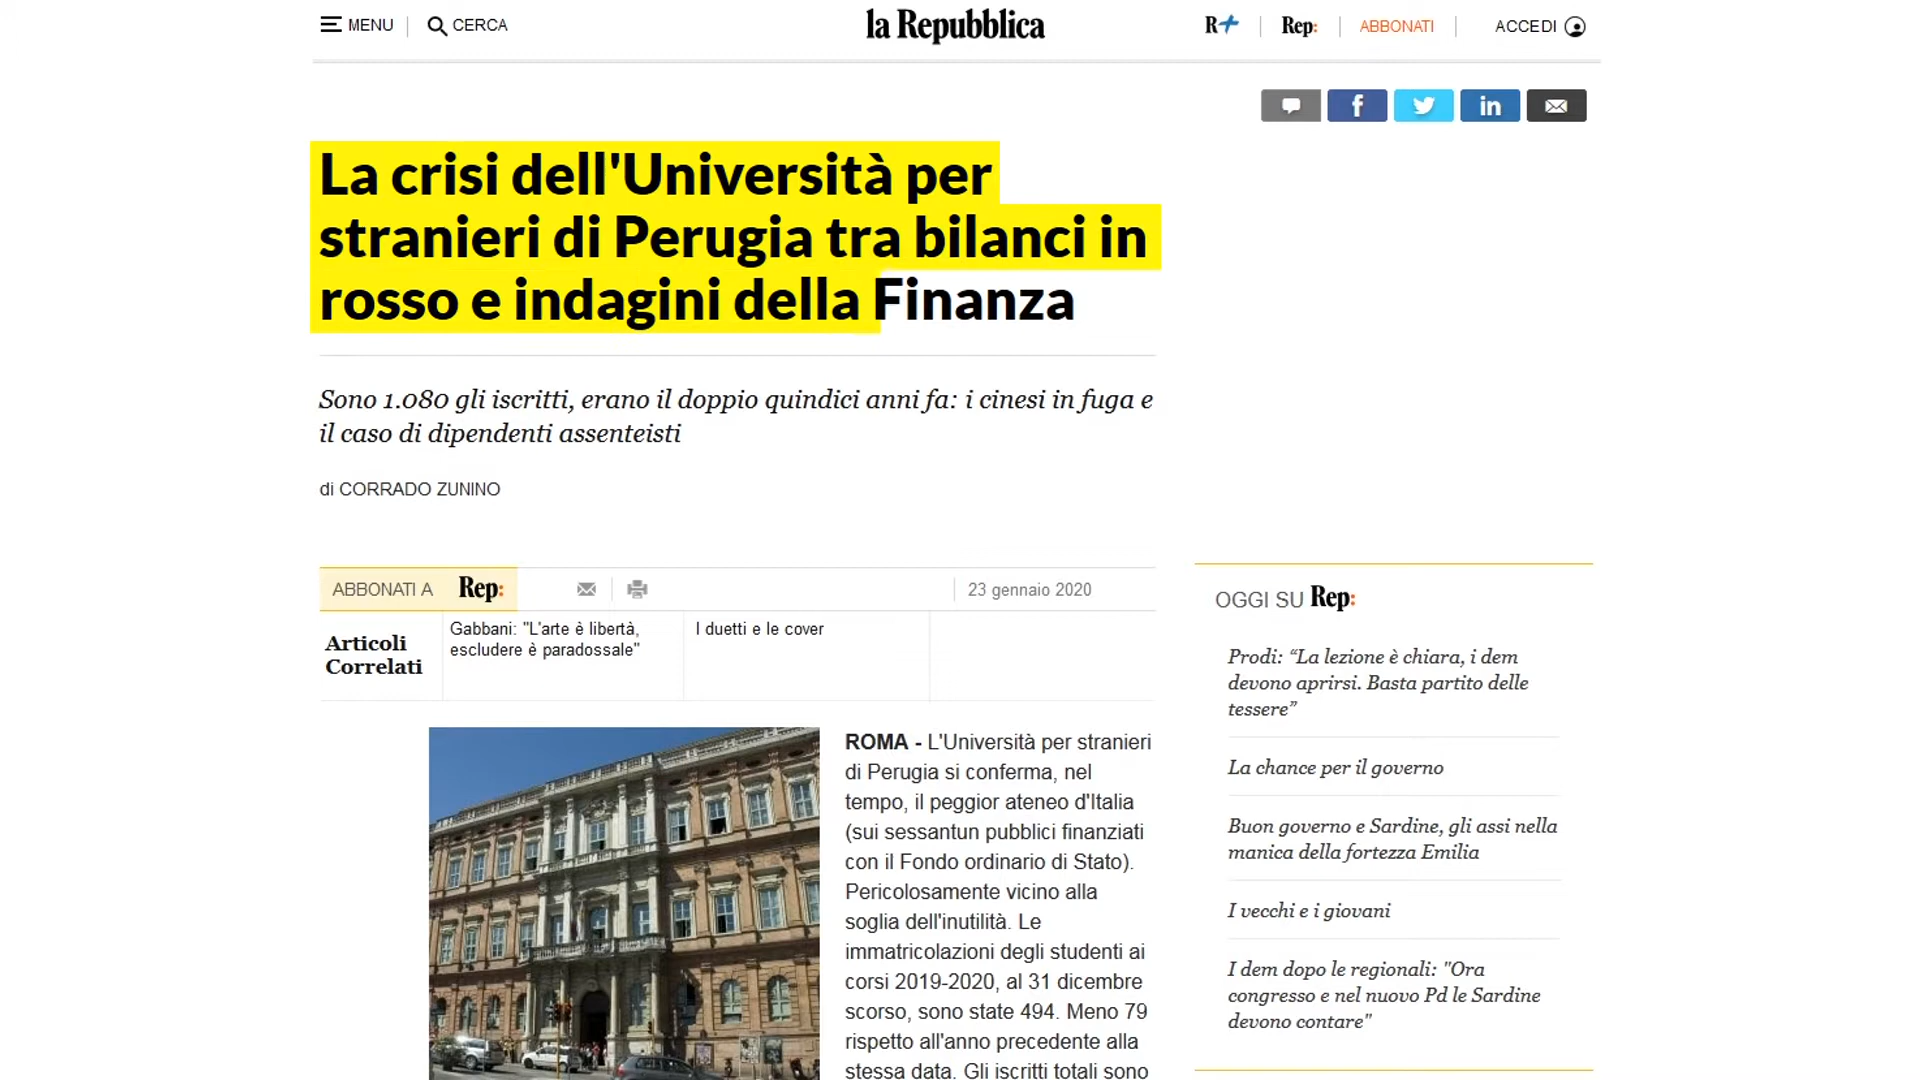 MENU
CERCA
la Repubblica
R+
Rep:
ABBONATI
ACCEDI
La crisi dell'Università per
stranieri di Perugia tra bilanci in
rosso e indagini della Finanza
Sono 1.080 gli iscritti, erano il doppio quindici anni fa: i cinesi in fuga e
il caso di dipendenti assenteisti
di CORRADO ZUNINO
ABBONATI A Rep:
23 gennaio 2020
Articoli
Correlati
Gabbani: "L'arte è libertà,
escludere è paradossale"
I duetti e le cover
ROMA - L'Università per stranieri
di Perugia si conferma, nel
tempo, il peggior ateneo d'Italia
(sui sessantun pubblici finanziati
con il Fondo ordinario di Stato).
Pericolosamente vicino alla
soglia dell'inutilità. Le
immatricolazioni degli studenti ai
corsi 2019-2020, al 31 dicembre
scorso, sono state 494. Meno 79
rispetto all'anno precedente alla
stessa data. Gli iscritti totali sono
OGGI SU Rep:
Prodi: “La lezione è chiara, i dem
devono aprirsi. Basta partito delle
tessere”
La chance per il governo
Buon governo e Sardine, gli assi nella
manica della fortezza Emilia
I vecchi e i giovani
I dem dopo le regionali: "Ora
congresso e nel nuovo Pd le Sardine
devono contare"